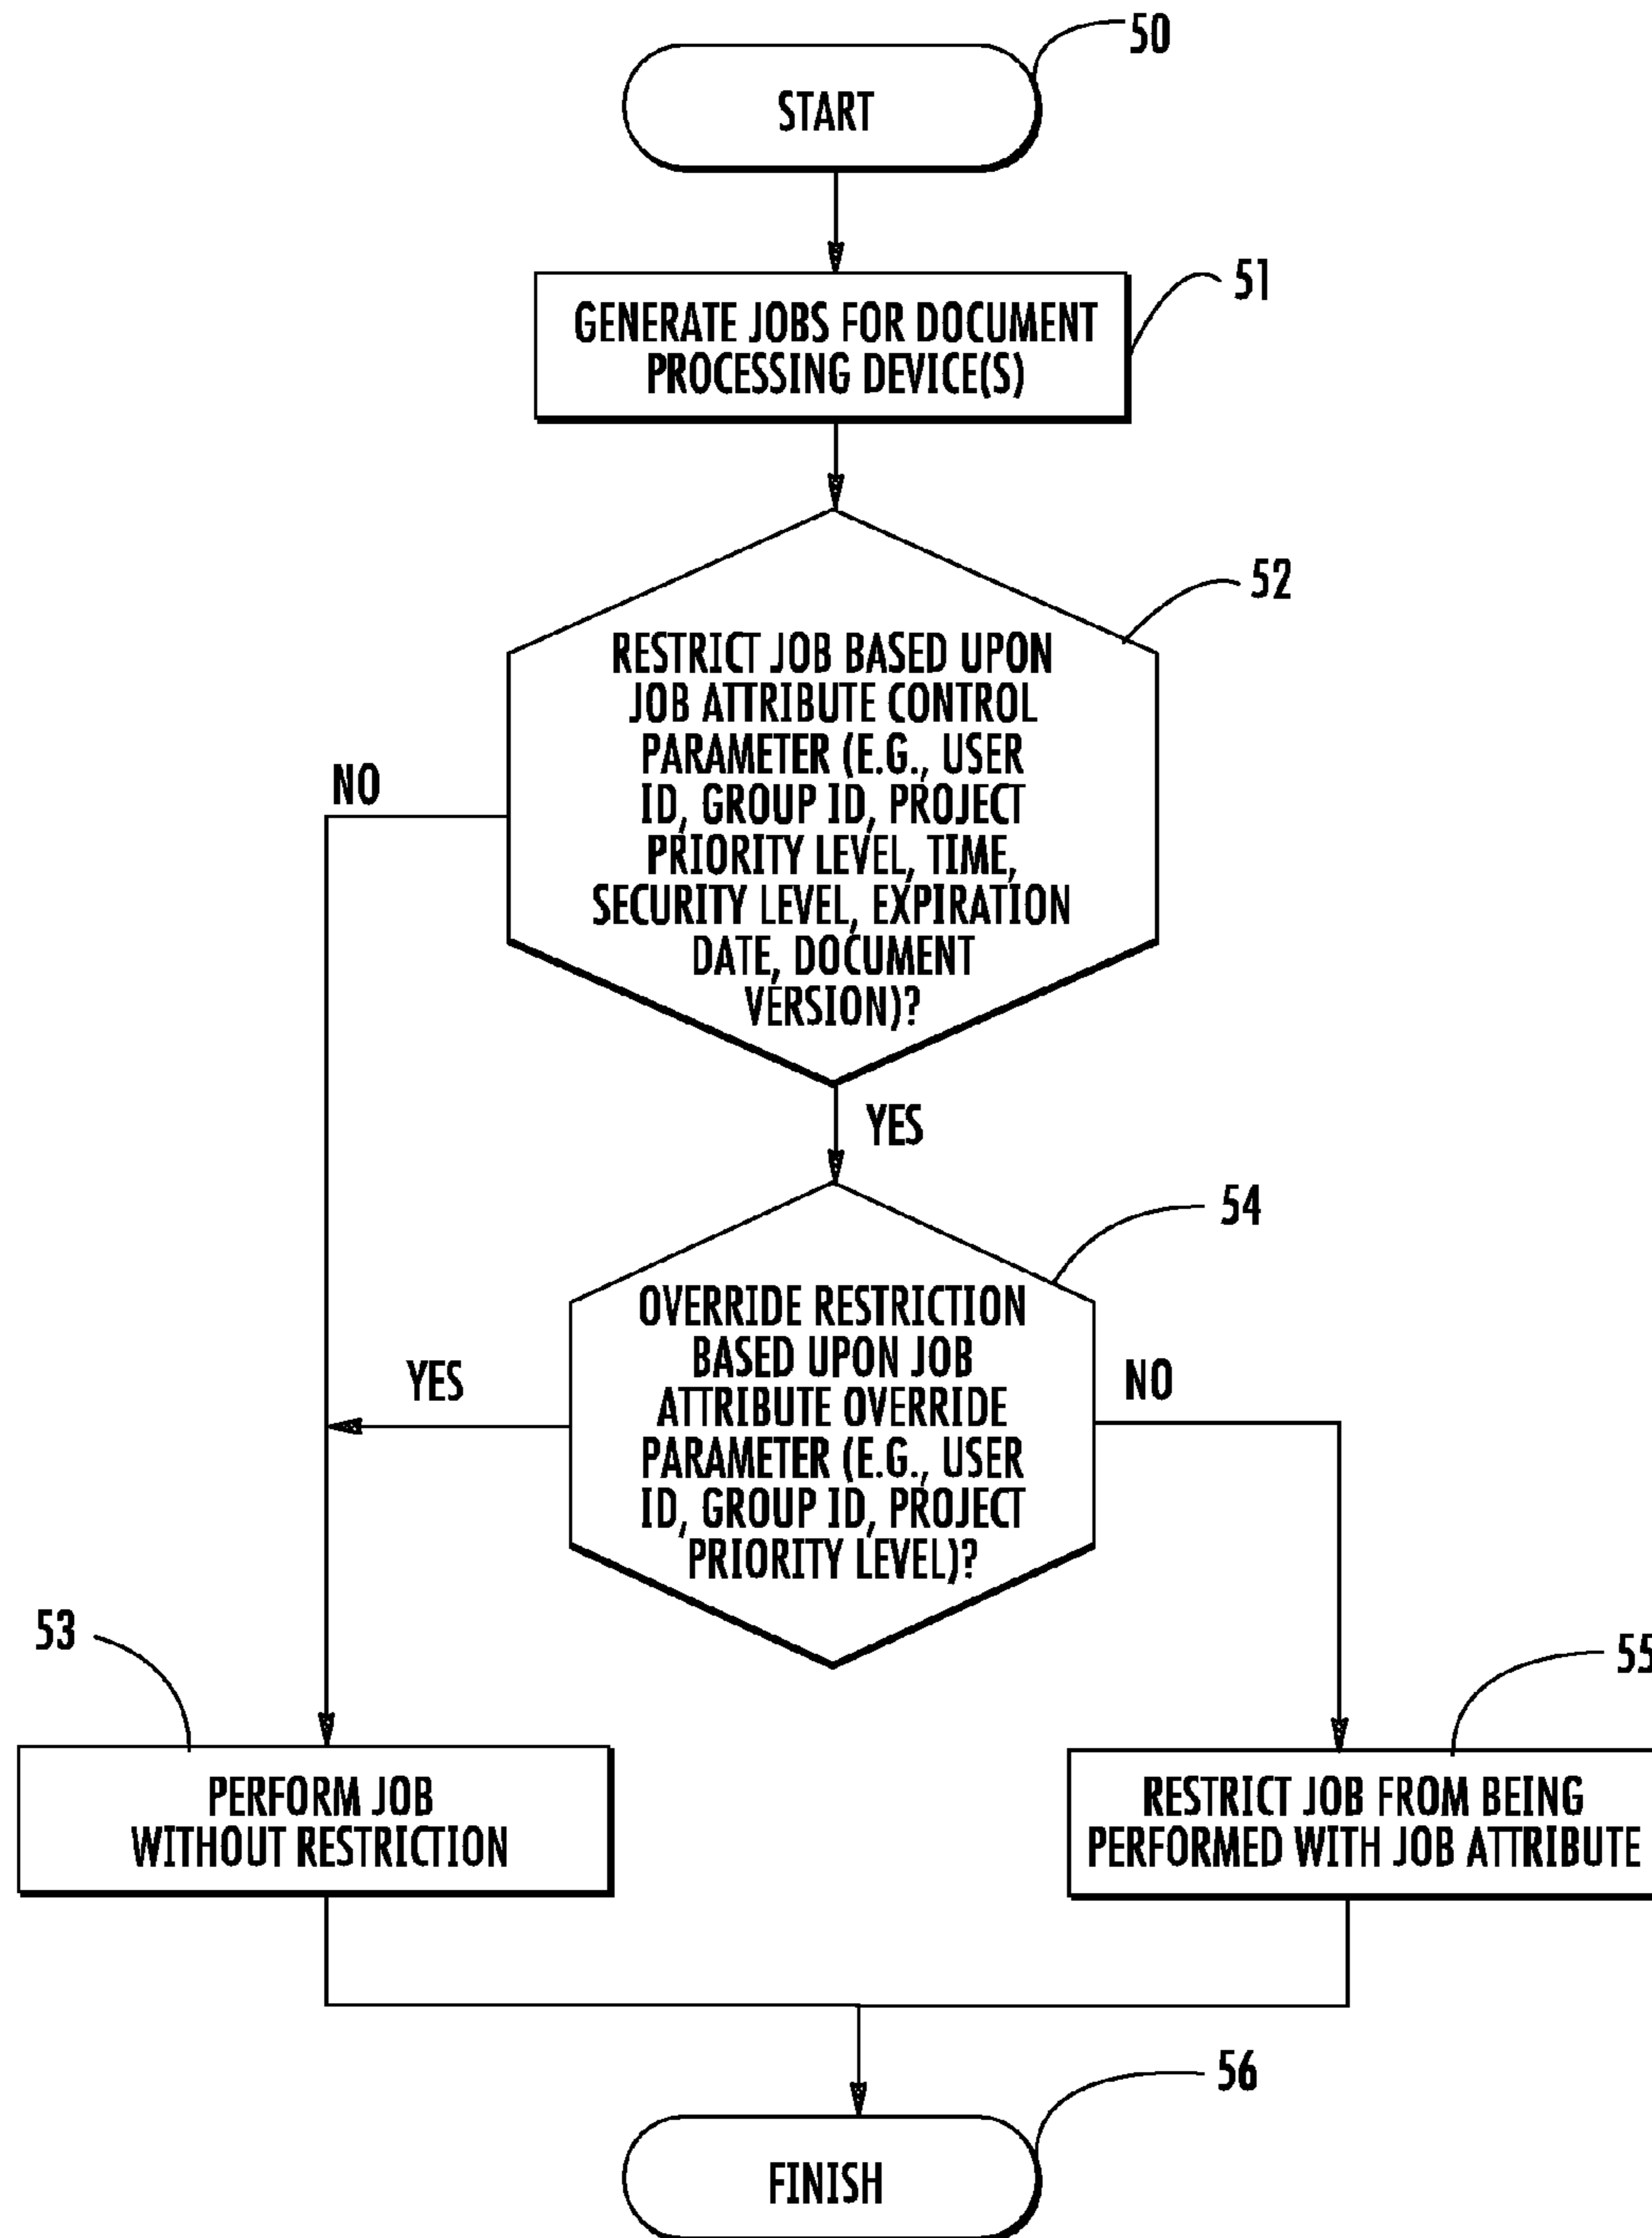 50
START
51
GENERATE JOBS FOR DOCUMENT
PROCESSING DEVICE(S)
52
RESTRICT JOB BASED UPON
JOB ATTRIBUTE CONTROL
PARAMETER (E.G., USER
ID, GROUP ID, PROJECT
PRIORITY LEVEL, TIME,
SECURITY LEVEL, EXPIRATION
DATE, DOCUMENT
VERSION)?
NO
YES
54
OVERRIDE RESTRICTION
BASED UPON JOB
ATTRIBUTE OVERRIDE
PARAMETER (E.G., USER
ID, GROUP ID, PROJECT
PRIORITY LEVEL)?
YES
NO
53
55
PERFORM JOB
WITHOUT RESTRICTION
RESTRICT JOB FROM BEING
PERFORMED WITH JOB ATTRIBUTE
56
FINISH